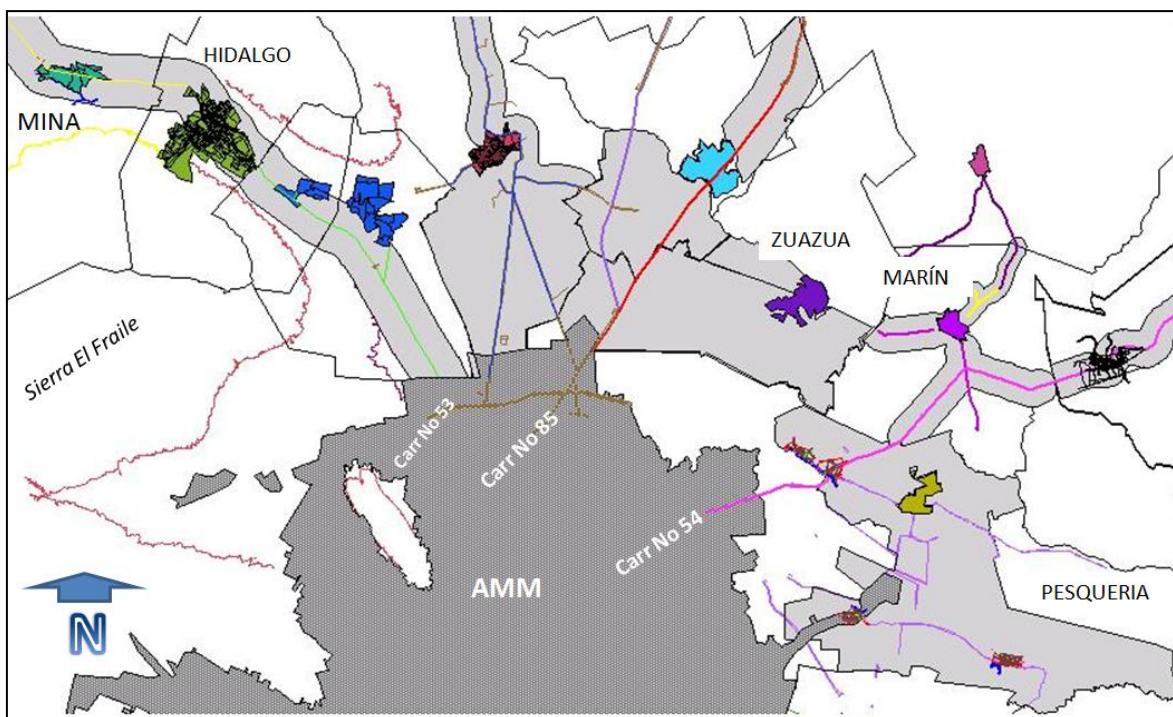 HIDALGO
MINA
ZUAZUA
MARÍN
Sierra El Fraile
Carr No 53
Carr No 85
Carr No 54
AMM
PESQUERIA
N